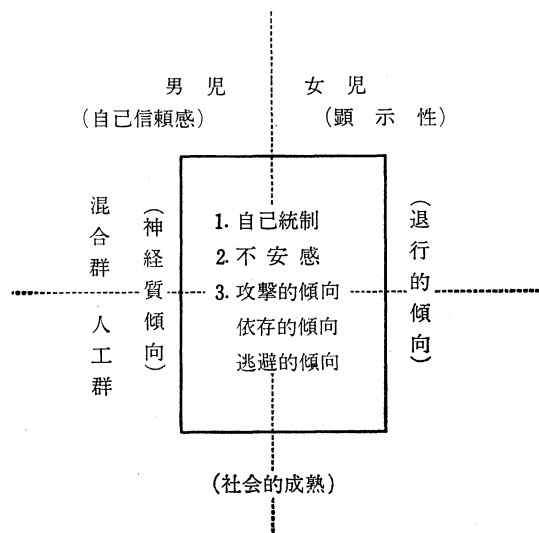 男児
女児
(自己信頼感)
(顕示性)
混合群
人工群
(神経質傾向)
1. 自己統制
2. 不安感
3. 攻撃的傾向
依存的傾向
逃避的傾向
(退行的傾向)
(社会的成熟)